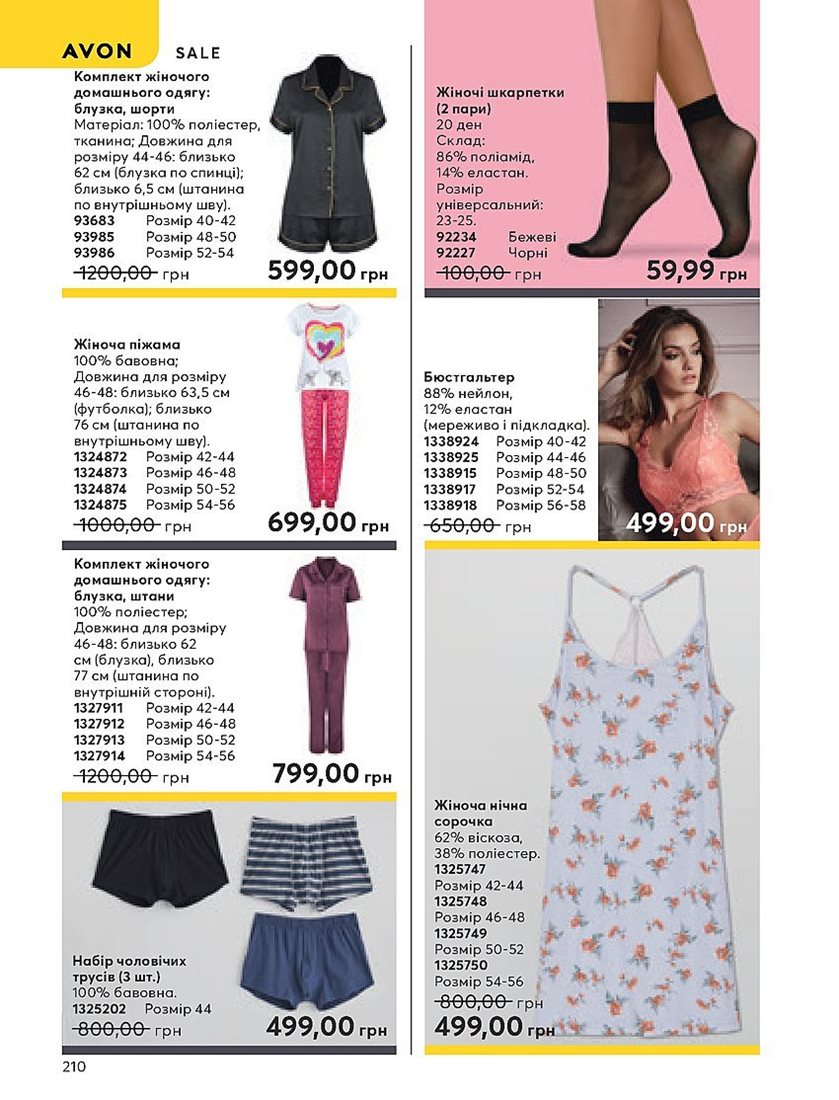 AVON SALE
Комплект жіночого
домашнього одягу:
блузка, шорти
Матеріал: 100% поліестер,
тканина; Довжина для
розміру 44-46: близько
62 см (блузка по спинці);
близько 6,5 см (штанина
по внутрішньому шву).
93683 Розмір 40-42
93985 Розмір 48-50
93986 Розмір 52-54
1200,00 грн 599,00 грн
Жіноча піжама
100% бавовна;
Довжина для розміру
46-48: близько 63,5 см
(футболка); близько
76 см (штанина по
внутрішньому шву).
1324872 Розмір 42-44
1324873 Розмір 46-48
1324874 Розмір 50-52
1324875 Розмір 54-56
1000,00 грн 699,00 грн
Комплект жіночого
домашнього одягу:
блузка, штани
100% поліестер;
Довжина для розміру
46-48: близько 62
см (блузка), близько
77 см (штанина по
внутрішній стороні).
1327911 Розмір 42-44
1327912 Розмір 46-48
1327913 Розмір 50-52
1327914 Розмір 54-56
1200,00 грн 799,00 грн
Набір чоловічих
трусів (3 шт.)
100% бавовна.
1325202 Розмір 44
800,00 грн 499,00 грн
Жіночі шкарпетки
(2 пари)
20 ден
Склад:
86% поліамід,
14% еластан.
Розмір
універсальний:
23-25.
92234 Бежеві
92227 Чорні
100,00 грн 59,99 грн
Бюстгальтер
88% нейлон,
12% еластан
(мереживо і підкладка).
1338924 Розмір 40-42
1338925 Розмір 44-46
1338915 Розмір 48-50
1338917 Розмір 52-54
1338918 Розмір 56-58
650,00 грн 499,00 грн
Жіноча нічна
сорочка
62% віскоза,
38% поліестер.
1325747
Розмір 42-44
1325748
Розмір 46-48
1325749
Розмір 50-52
1325750
Розмір 54-56
800,00 грн
499,00 грн
210